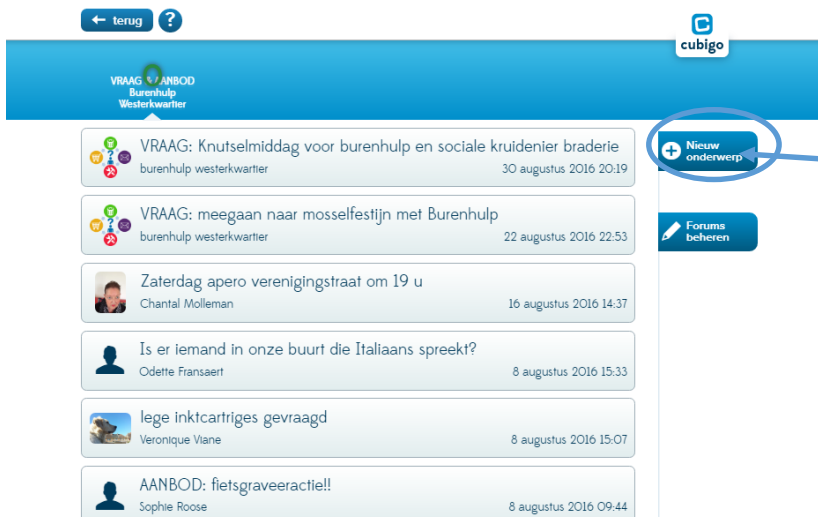 terug ?
cubigo
VRAAG & AANBOD
Burenhulp
Westerkwartier
VRAAG: Knutselmiddag voor burenhulp en sociale kruidenier braderie
burenhulp westerkwartier 30 augustus 2016 20:19
Nieuw
onderwerp
VRAAG: meegaan naar mosselfestijn met Burenhulp
burenhulp westerkwartier 22 augustus 2016 22:53
Forums
beheren
Zaterdag apero verenigingstraat om 19 u
Chantal Molleman 16 augustus 2016 14:37
Is er iemand in onze buurt die Italiaans spreekt?
Odette Fransaert 8 augustus 2016 15:33
lege inktcartriges gevraagd
Veronique Viane 8 augustus 2016 15:07
AANBOD: fietsgraveeractie!!
Sophie Roose 8 augustus 2016 09:44